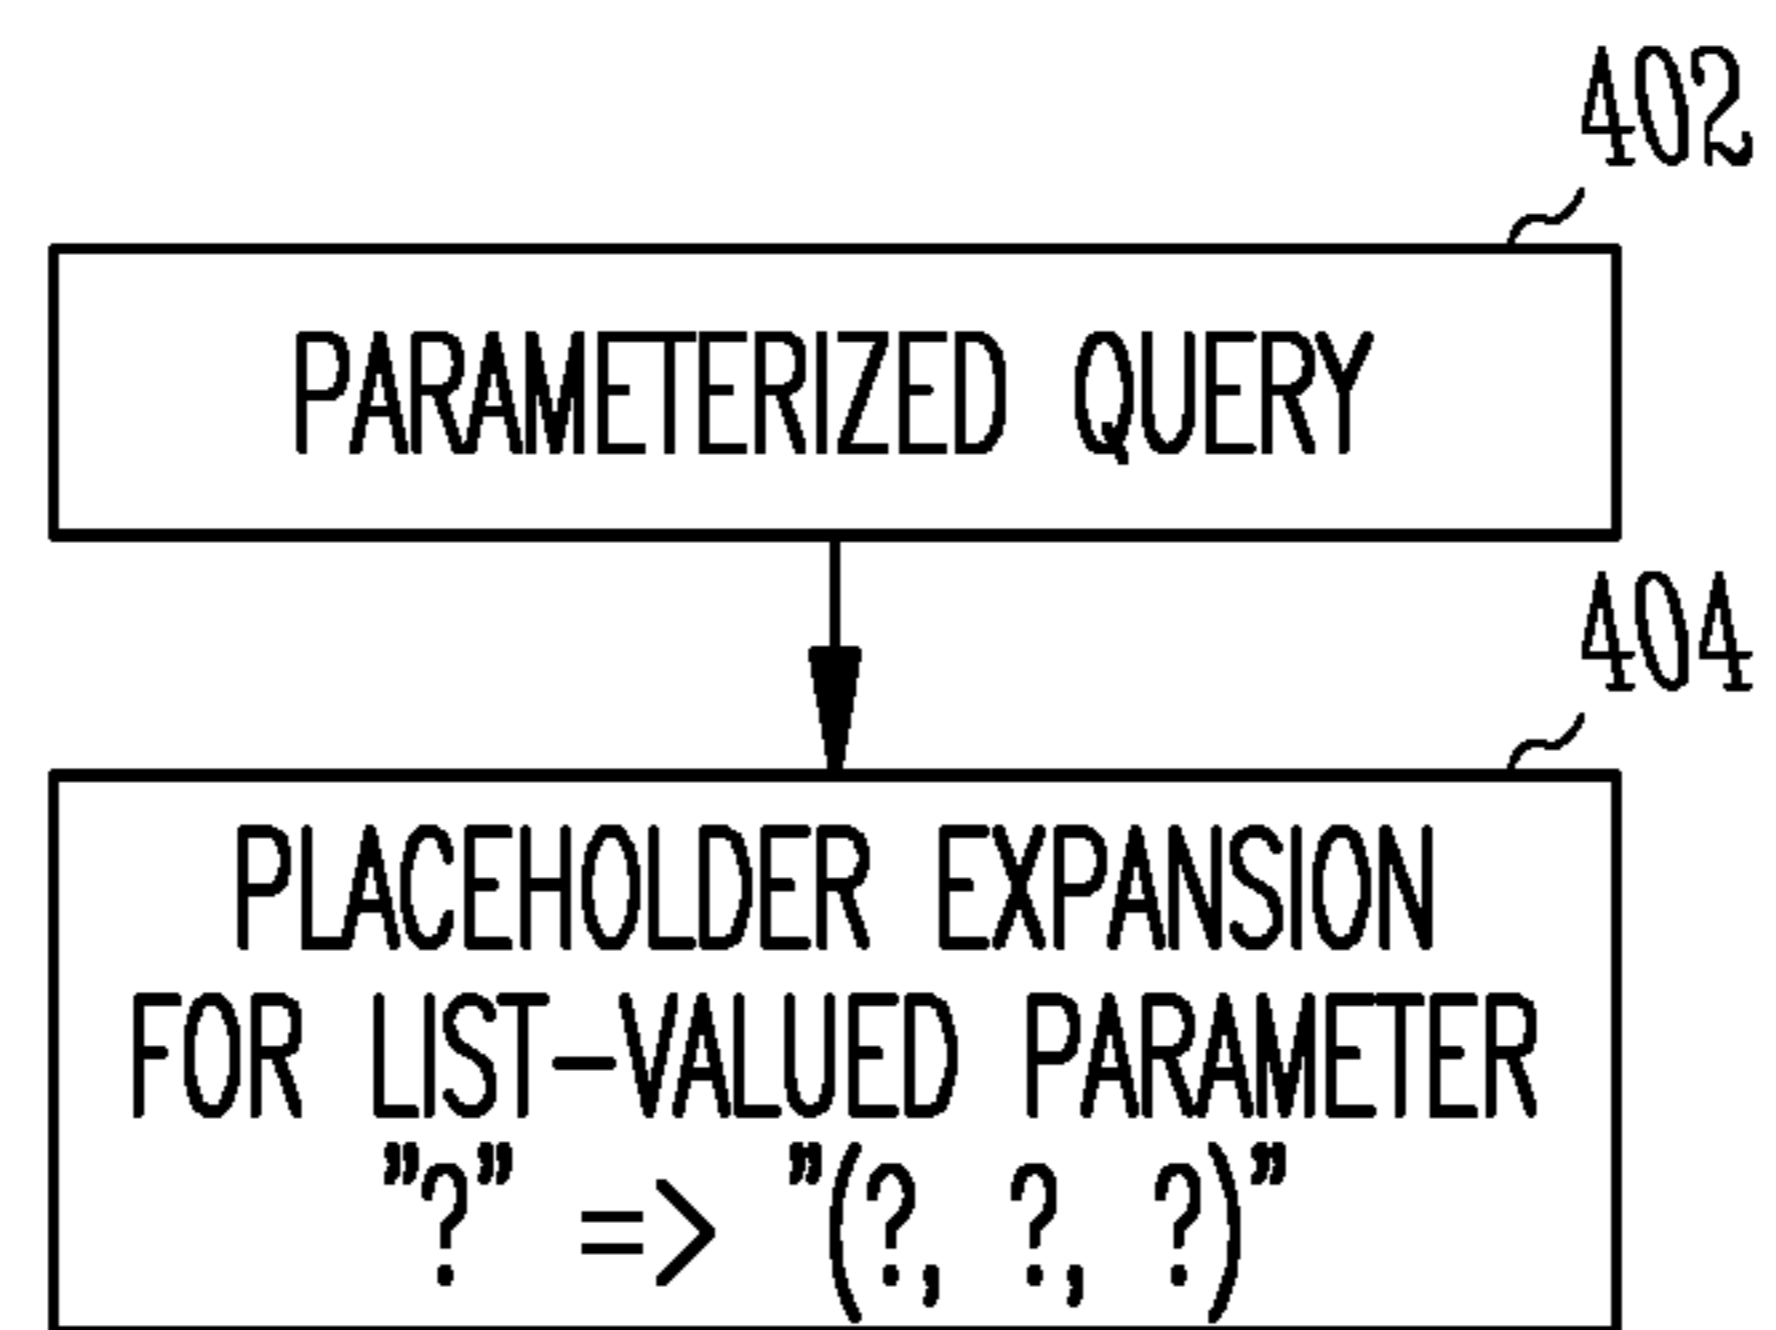 402
PARAMETERIZED QUERY
404
PLACEHOLDER EXPANSION
FOR LIST-VALUED PARAMETER
"?" => "(?, ?, ?)"